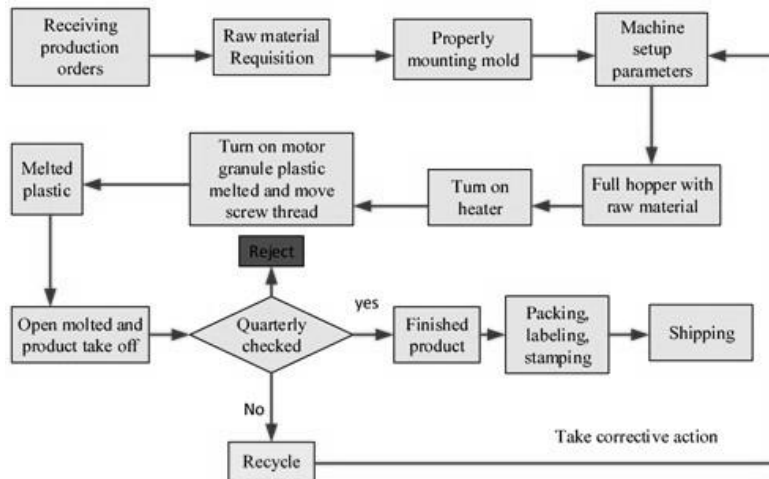 Receiving
production
orders
Raw material
Requisition
Properly
mounting mold
Machine
setup
parameters
Full hopper with
raw material
Turn on
heater
Turn on motor
granule plastic
melted and move
screw thread
Melted
plastic
Open molted and
product take off
Quarterly
checked
Reject
yes
Finished
product
Packing,
labeling,
stamping
Shipping
No
Recycle
Take corrective action